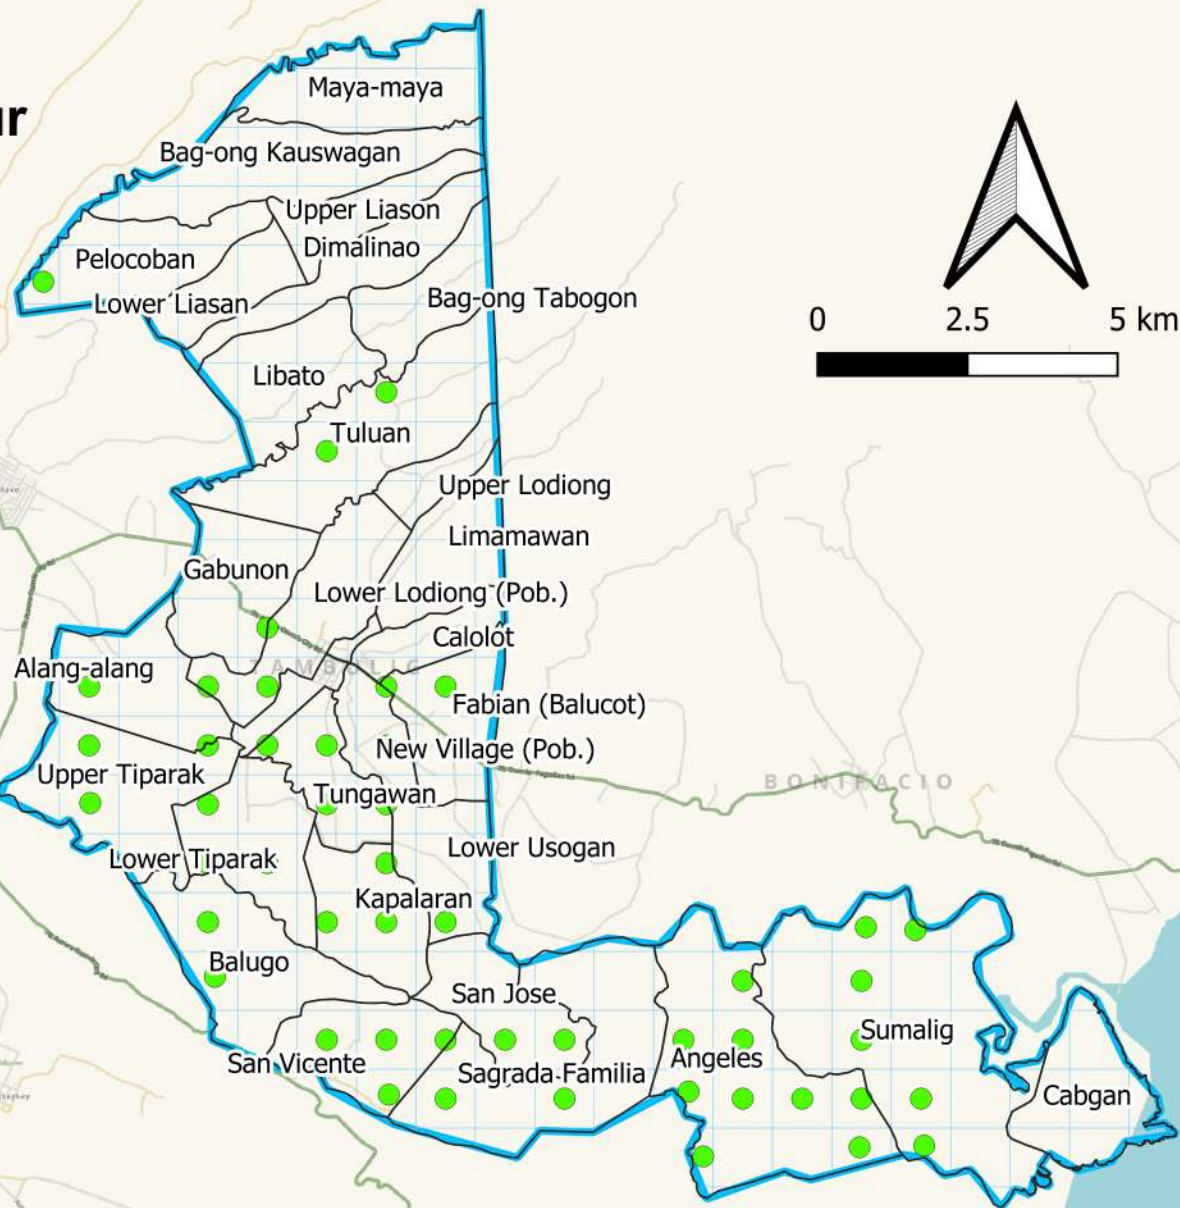 ur
Maya-maya
Bag-ong Kauswagan
Upper Liason
Dimalinao
Pelocoban
Lower Liasan
Bag-ong Tabogon
0 2.5 5 km
Libato
Tuluan
Upper Lodiong
Limamawan
Gabunon
Lower Lodiong (Pob.)
Calolot
TAMBULIG
Alang-alang
Fabian (Balucot)
New Village (Pob.)
Upper Tiparak
Tungawan
BONIFACIO
Lower Usogan
Lower Tiparak
Kapalaran
Balugo
San Jose
Sumalig
San Vicente
Sagrada Familia
Angeles
Cabgan